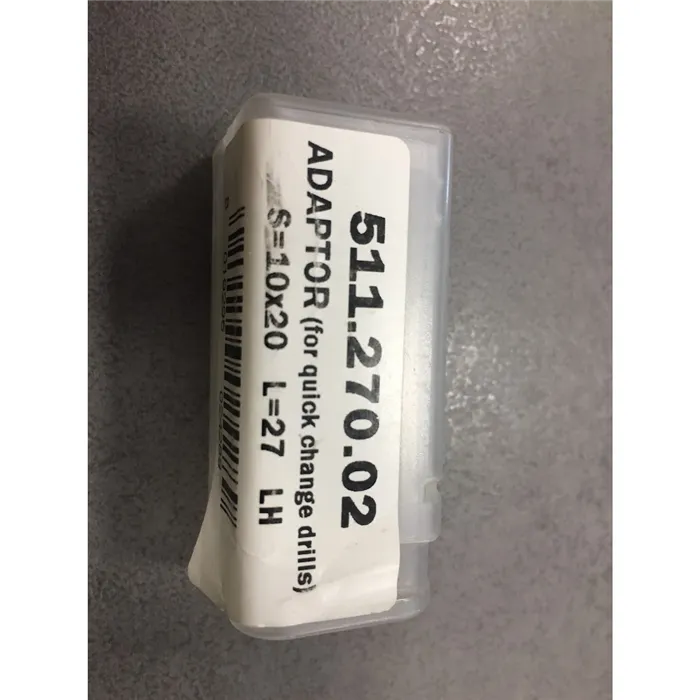 511.270.02
ADAPTOR (for quick change drills)
S=10x20 L=27 LH